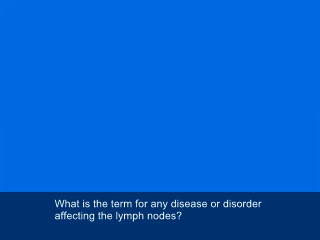 What is the term for any disease or disorder
affecting the lymph nodes?